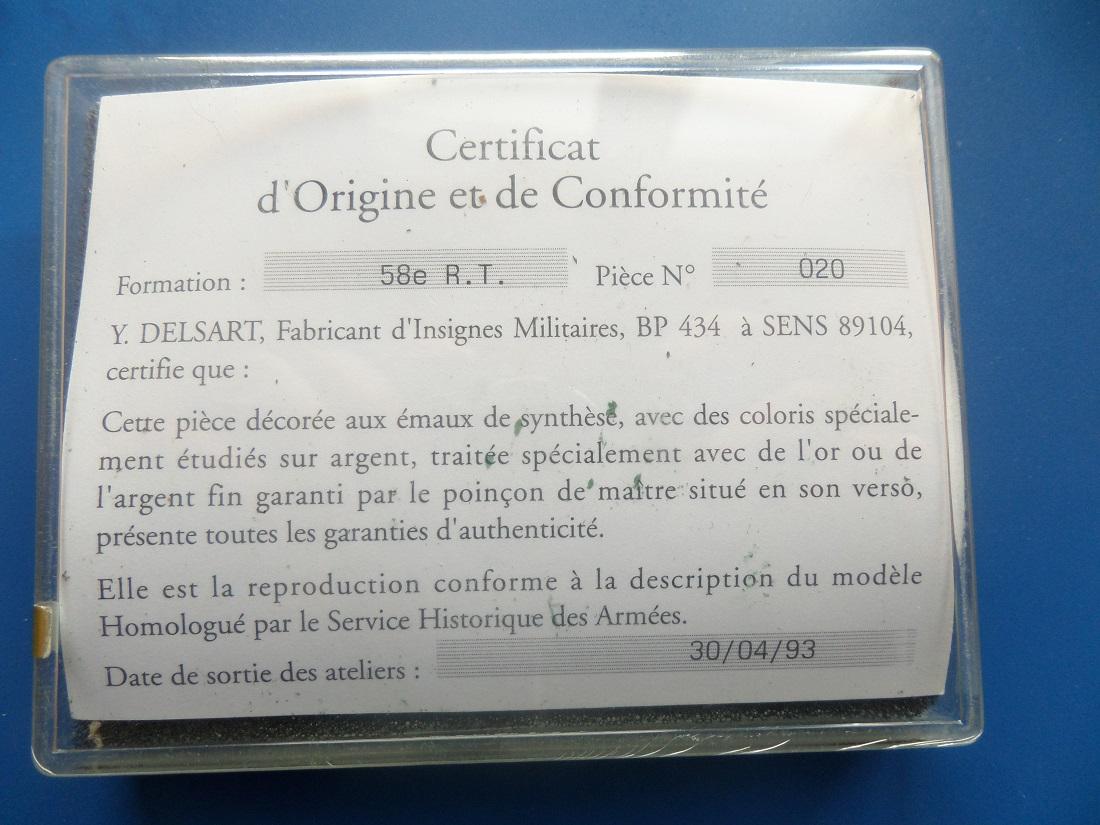 Certificat
d'Origine et de Conformité
Formation : 58e R.T. Pièce N° 020
Y. DELSART, Fabricant d'Insignes Militaires, BP 434 à SENS 89104,
certifie que :
Cette pièce décorée aux émaux de synthèse, avec des coloris spéciale-
ment étudiés sur argent, traitée spécialement avec de l'or ou de
l'argent fin garanti par le poinçon de maître situé en son verso,
présente toutes les garanties d'authenticité.
Elle est la reproduction conforme à la description du modèle
Homologué par le Service Historique des Armées.
Date de sortie des ateliers : 30/04/93